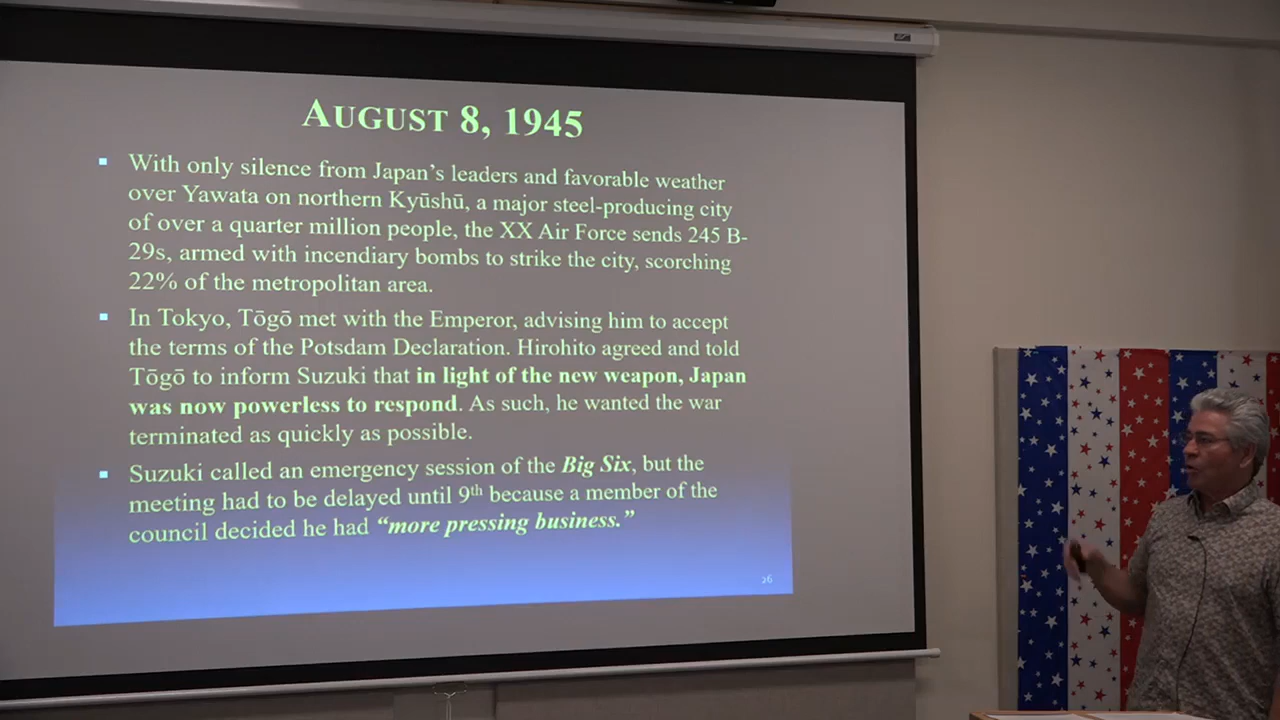 AUGUST 8, 1945
With only silence from Japan's leaders and favorable weather
over Yawata on northern Kyūshū, a major steel-producing city
of over a quarter million people, the XX Air Force sends 245 B-
29s, armed with incendiary bombs to strike the city, scorching
22% of the metropolitan area.
In Tokyo, Tōgō met with the Emperor, advising him to accept
the terms of the Potsdam Declaration. Hirohito agreed and told
Tōgō to inform Suzuki that in light of the new weapon, Japan
was now powerless to respond. As such, he wanted the war
terminated as quickly as possible.
Suzuki called an emergency session of the Big Six, but the
meeting had to be delayed until 9th because a member of the
council decided he had “more pressing business.”
26